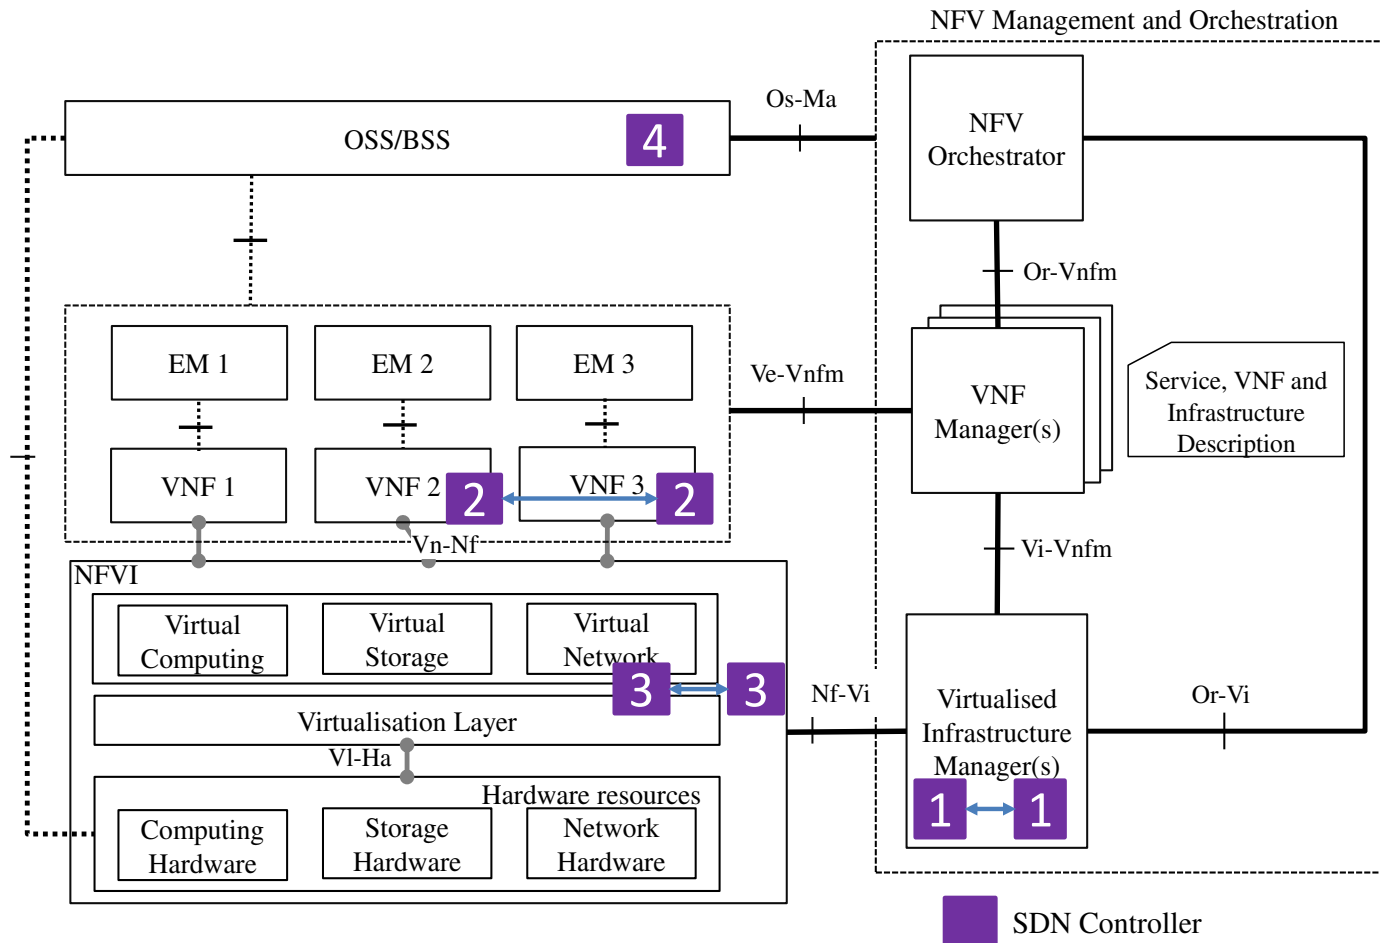 NFV Management and Orchestration
Os-Ma
OSS/BSS
4
NFV
Orchestrator
Or-Vnfm
EM 1
EM 2
EM 3
Ve-Vnfm
VNF
Manager(s)
Service, VNF and
Infrastructure
Description
VNF 1
VNF 2
2
VNF 3
2
Vn-Nf
Vi-Vnfm
NFVI
Virtual
Computing
Virtual
Storage
Virtual
Network
3
3
Nf-Vi
Virtualised
Infrastructure
Manager(s)
Or-Vi
Virtualisation Layer
Vl-Ha
1
1
Hardware resources
Computing
Hardware
Storage
Hardware
Network
Hardware
SDN Controller